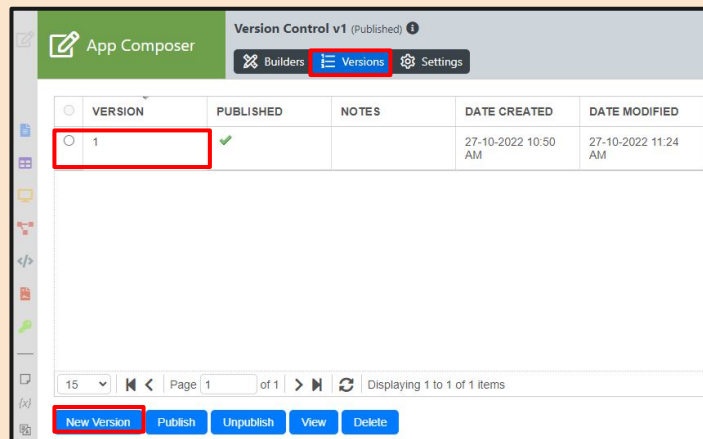 Version Control v1 (Published)
App Composer
Builders Versions Settings
VERSION PUBLISHED NOTES DATE CREATED DATE MODIFIED
1 27-10-2022 10:50 AM 27-10-2022 11:24 AM
15 Page 1 of 1 Displaying 1 to 1 of 1 items
New Version Publish Unpublish View Delete